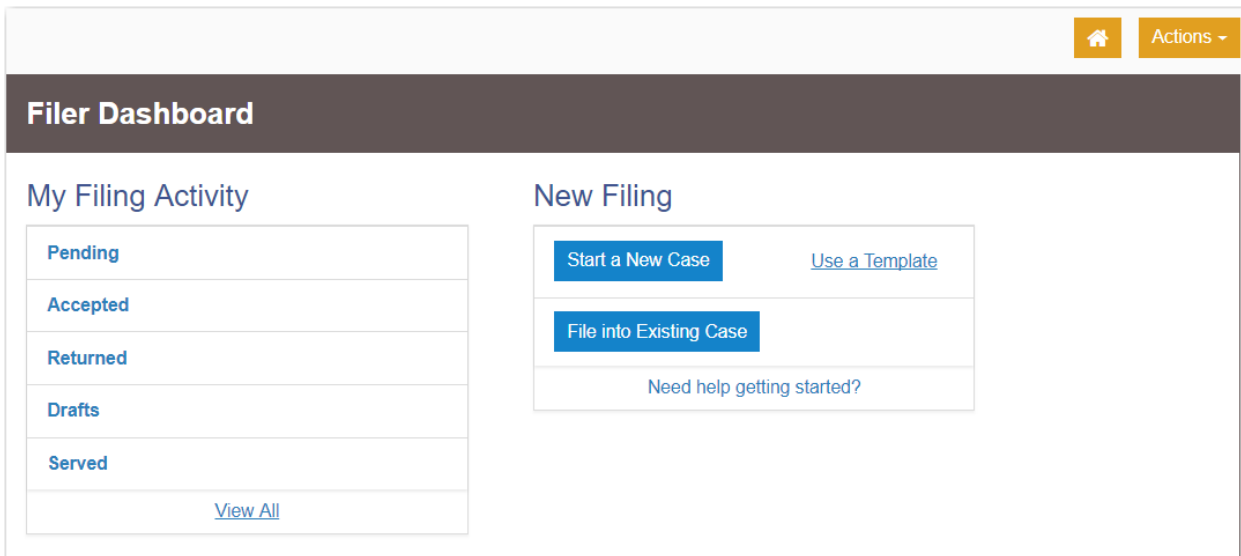 Actions
Filer Dashboard
My Filing Activity
Pending
Accepted
Returned
Drafts
Served
View All
New Filing
Start a New Case
Use a Template
File into Existing Case
Need help getting started?